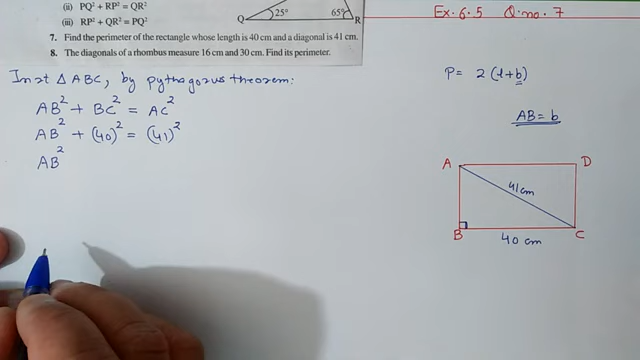 (ii) PQ² + RP² = QR²
(iii) RP² + QR² = PQ²
Q 25° 65° R
7. Find the perimeter of the rectangle whose length is 40 cm and a diagonal is 41 cm.
8. The diagonals of a rhombus measure 16 cm and 30 cm. Find its perimeter.
Ex. 6.5 Q. no. 7
In rt △ ABC, by pythagorus theorem:
AB² + BC² = AC²
AB² + (40)² = (41)²
AB²
P = 2 (l+b)
AB = b
A D
41 cm
B C
40 cm